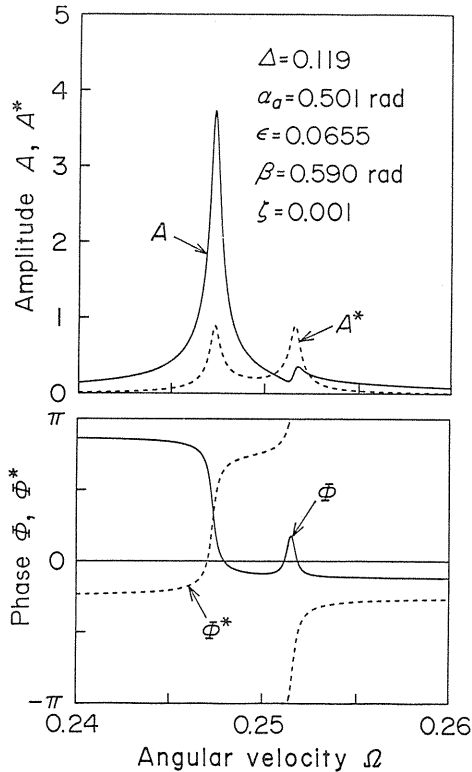 5
4
3
2
1
0
Amplitude A, A*
Δ=0.119
αa=0.501 rad
ϵ=0.0655
β=0.590 rad
ζ=0.001
A
A*
π
0
-π
Phase Φ, Φ*
Φ
Φ*
0.24
0.25
0.26
Angular velocity Ω